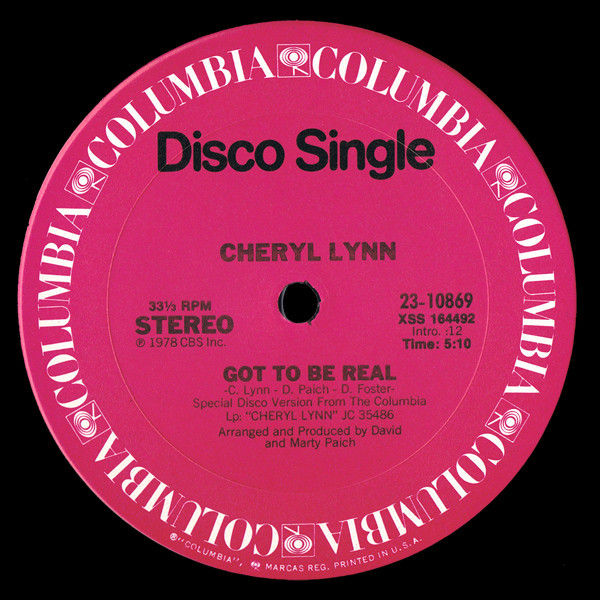 COLUMBIA COLUMBIA COLUMBIA COLUMBIA COLUMBIA COLUMBIA COLUMBIA
Disco Single
CHERYL LYNN
33⅓ RPM
STEREO
℗ 1978 CBS Inc.
23-10869
XSS 164492
Intro. :12
Time: 5:10
GOT TO BE REAL
-C. Lynn - D. Paich - D. Foster-
Special Disco Version From The Columbia
Lp: "CHERYL LYNN" JC 35486
Arranged and Produced by David
and Marty Paich
®"COLUMBIA", MARCAS REG. PRINTED IN U.S.A.